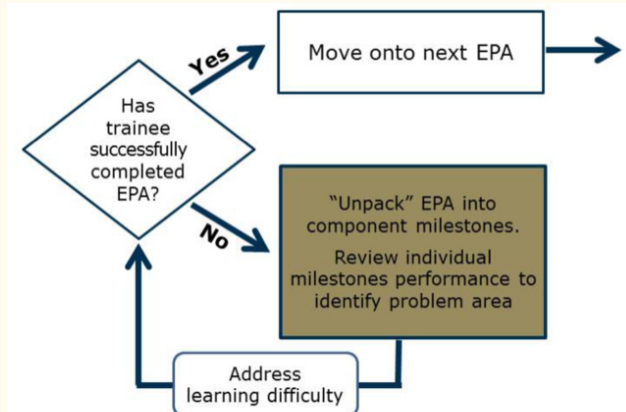 Has
trainee
successfully
completed
EPA?
Yes
Move onto next EPA
No
“Unpack” EPA into
component milestones.
Review individual
milestones performance to
identify problem area
Address
learning difficulty